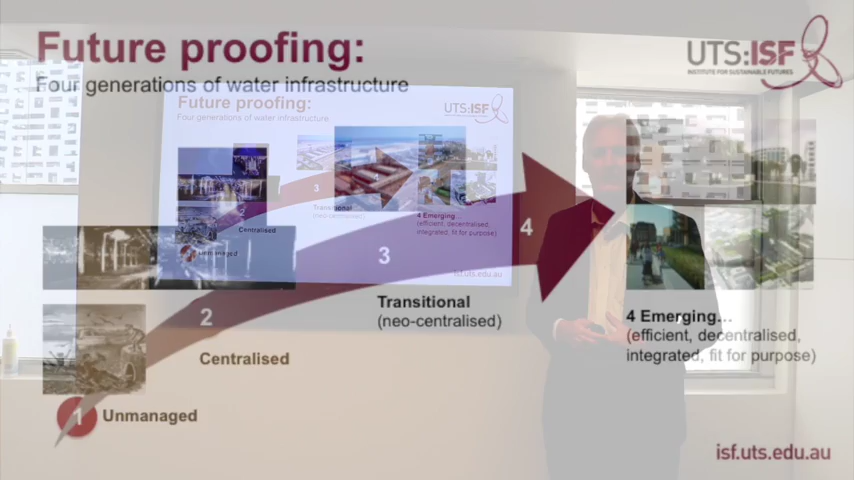 Future proofing:
Four generations of water infrastructure
UTS:ISF
INSTITUTE FOR SUSTAINABLE FUTURES
Future proofing:
Four generations of water infrastructure
UTS:ISF
3
Transitional
(neo-centralised)
2
Centralised
Unmanaged
4
4 Emerging...
(efficient, decentralised,
integrated, fit for purpose)
isf.uts.edu.au
4
3
Transitional
(neo-centralised)
2
Centralised
1
Unmanaged
4 Emerging...
(efficient, decentralised,
integrated, fit for purpose)
isf.uts.edu.au